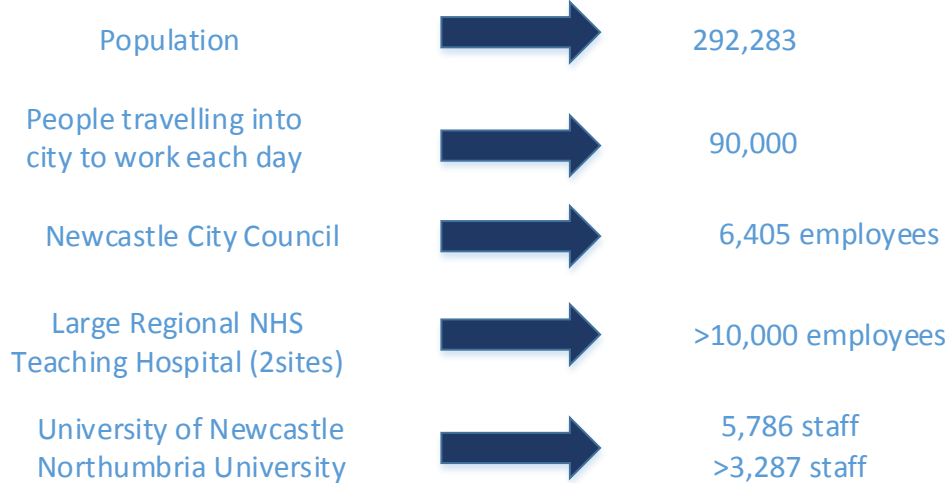 Population
292,283
People travelling into
city to work each day
90,000
Newcastle City Council
6,405 employees
Large Regional NHS
Teaching Hospital (2sites)
>10,000 employees
University of Newcastle
Northumbria University
5,786 staff
>3,287 staff